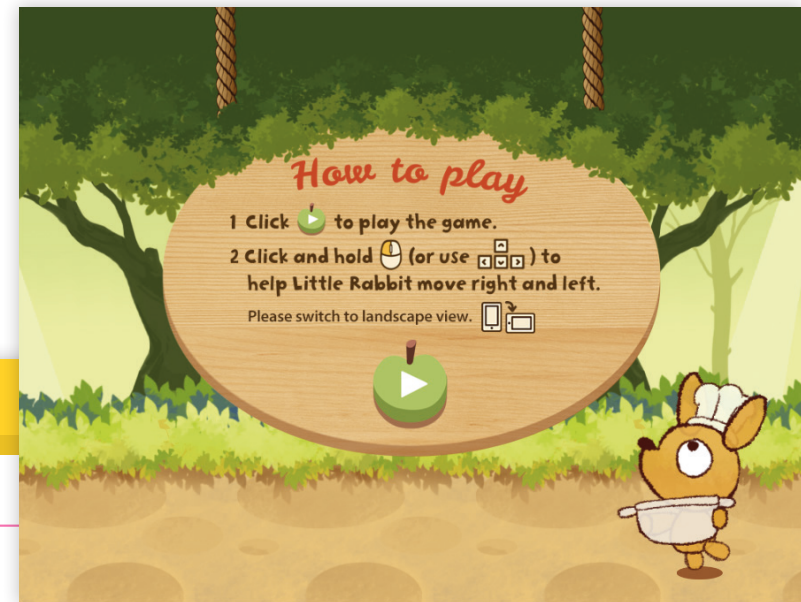 How to play
1 Click to play the game.
2 Click and hold (or use ) to
help Little Rabbit move right and left.
Please switch to landscape view.